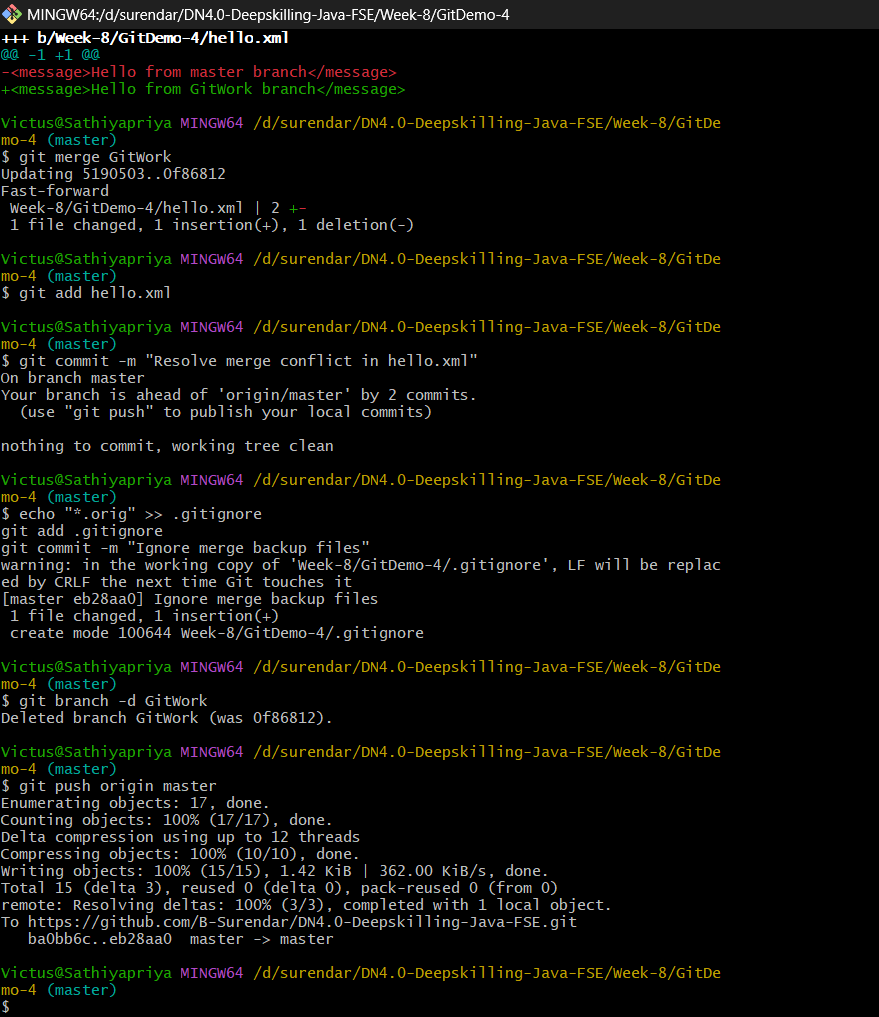 MINGW64:/d/surendar/DN4.0-Deepskilling-Java-FSE/Week-8/GitDemo-4
+++ b/Week-8/GitDemo-4/hello.xml
@@ -1 +1 @@
-<message>Hello from master branch</message>
+<message>Hello from GitWork branch</message>
Victus@Sathiyapriya MINGW64 /d/surendar/DN4.0-Deepskilling-Java-FSE/Week-8/GitDe
mo-4 (master)
$ git merge GitWork
Updating 5190503..0f86812
Fast-forward
 Week-8/GitDemo-4/hello.xml | 2 +-
 1 file changed, 1 insertion(+), 1 deletion(-)
Victus@Sathiyapriya MINGW64 /d/surendar/DN4.0-Deepskilling-Java-FSE/Week-8/GitDe
mo-4 (master)
$ git add hello.xml
Victus@Sathiyapriya MINGW64 /d/surendar/DN4.0-Deepskilling-Java-FSE/Week-8/GitDe
mo-4 (master)
$ git commit -m "Resolve merge conflict in hello.xml"
On branch master
Your branch is ahead of 'origin/master' by 2 commits.
  (use "git push" to publish your local commits)
nothing to commit, working tree clean
Victus@Sathiyapriya MINGW64 /d/surendar/DN4.0-Deepskilling-Java-FSE/Week-8/GitDe
mo-4 (master)
$ echo "*.orig" >> .gitignore
git add .gitignore
git commit -m "Ignore merge backup files"
warning: in the working copy of 'Week-8/GitDemo-4/.gitignore', LF will be replac
ed by CRLF the next time Git touches it
[master eb28aa0] Ignore merge backup files
 1 file changed, 1 insertion(+)
 create mode 100644 Week-8/GitDemo-4/.gitignore
Victus@Sathiyapriya MINGW64 /d/surendar/DN4.0-Deepskilling-Java-FSE/Week-8/GitDe
mo-4 (master)
$ git branch -d GitWork
Deleted branch GitWork (was 0f86812).
Victus@Sathiyapriya MINGW64 /d/surendar/DN4.0-Deepskilling-Java-FSE/Week-8/GitDe
mo-4 (master)
$ git push origin master
Enumerating objects: 17, done.
Counting objects: 100% (17/17), done.
Delta compression using up to 12 threads
Compressing objects: 100% (10/10), done.
Writing objects: 100% (15/15), 1.42 KiB | 362.00 KiB/s, done.
Total 15 (delta 3), reused 0 (delta 0), pack-reused 0 (from 0)
remote: Resolving deltas: 100% (3/3), completed with 1 local object.
To https://github.com/B-Surendar/DN4.0-Deepskilling-Java-FSE.git
   ba0bb6c..eb28aa0  master -> master
Victus@Sathiyapriya MINGW64 /d/surendar/DN4.0-Deepskilling-Java-FSE/Week-8/GitDe
mo-4 (master)
$